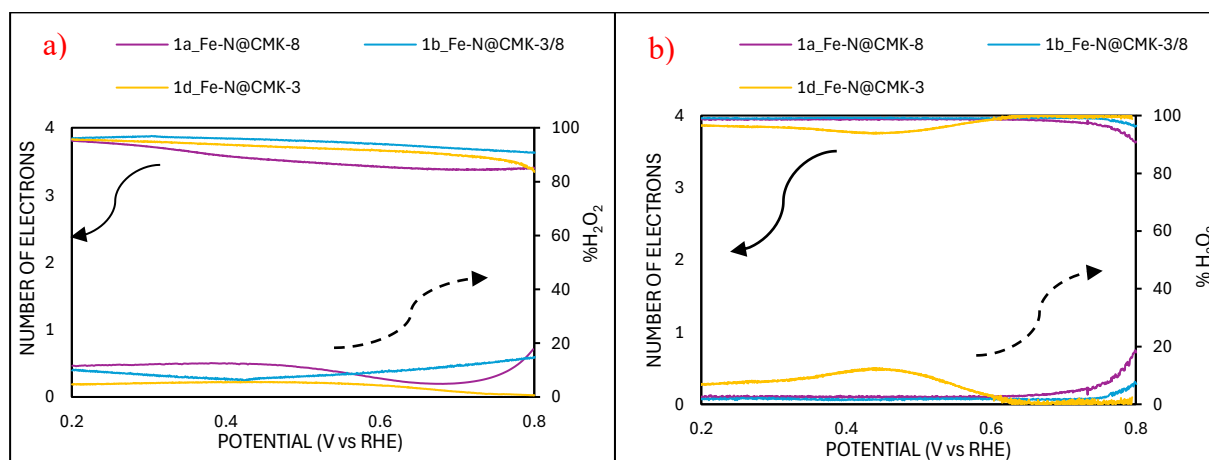 a)
1a_Fe-N@CMK-8
1b_Fe-N@CMK-3/8
1d_Fe-N@CMK-3
4
3
2
1
0
NUMBER OF ELECTRONS
100
80
60
40
20
0
%H₂O₂
0.2
0.4
0.6
0.8
POTENTIAL (V vs RHE)
b)
1a_Fe-N@CMK-8
1b_Fe-N@CMK-3/8
1d_Fe-N@CMK-3
4
3
2
1
0
NUMBER OF ELECTRONS
100
80
60
40
20
0
% H₂O₂
0.2
0.4
0.6
0.8
POTENTIAL (V vs RHE)